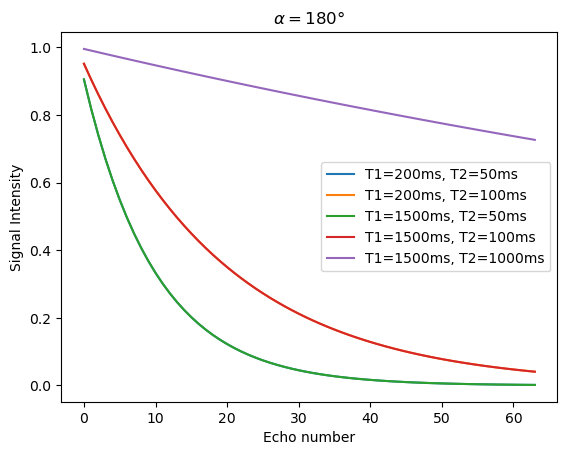 α = 180°
Signal Intensity
1.0
0.8
0.6
0.4
0.2
0.0
T1=200ms, T2=50ms
T1=200ms, T2=100ms
T1=1500ms, T2=50ms
T1=1500ms, T2=100ms
T1=1500ms, T2=1000ms
0 10 20 30 40 50 60
Echo number